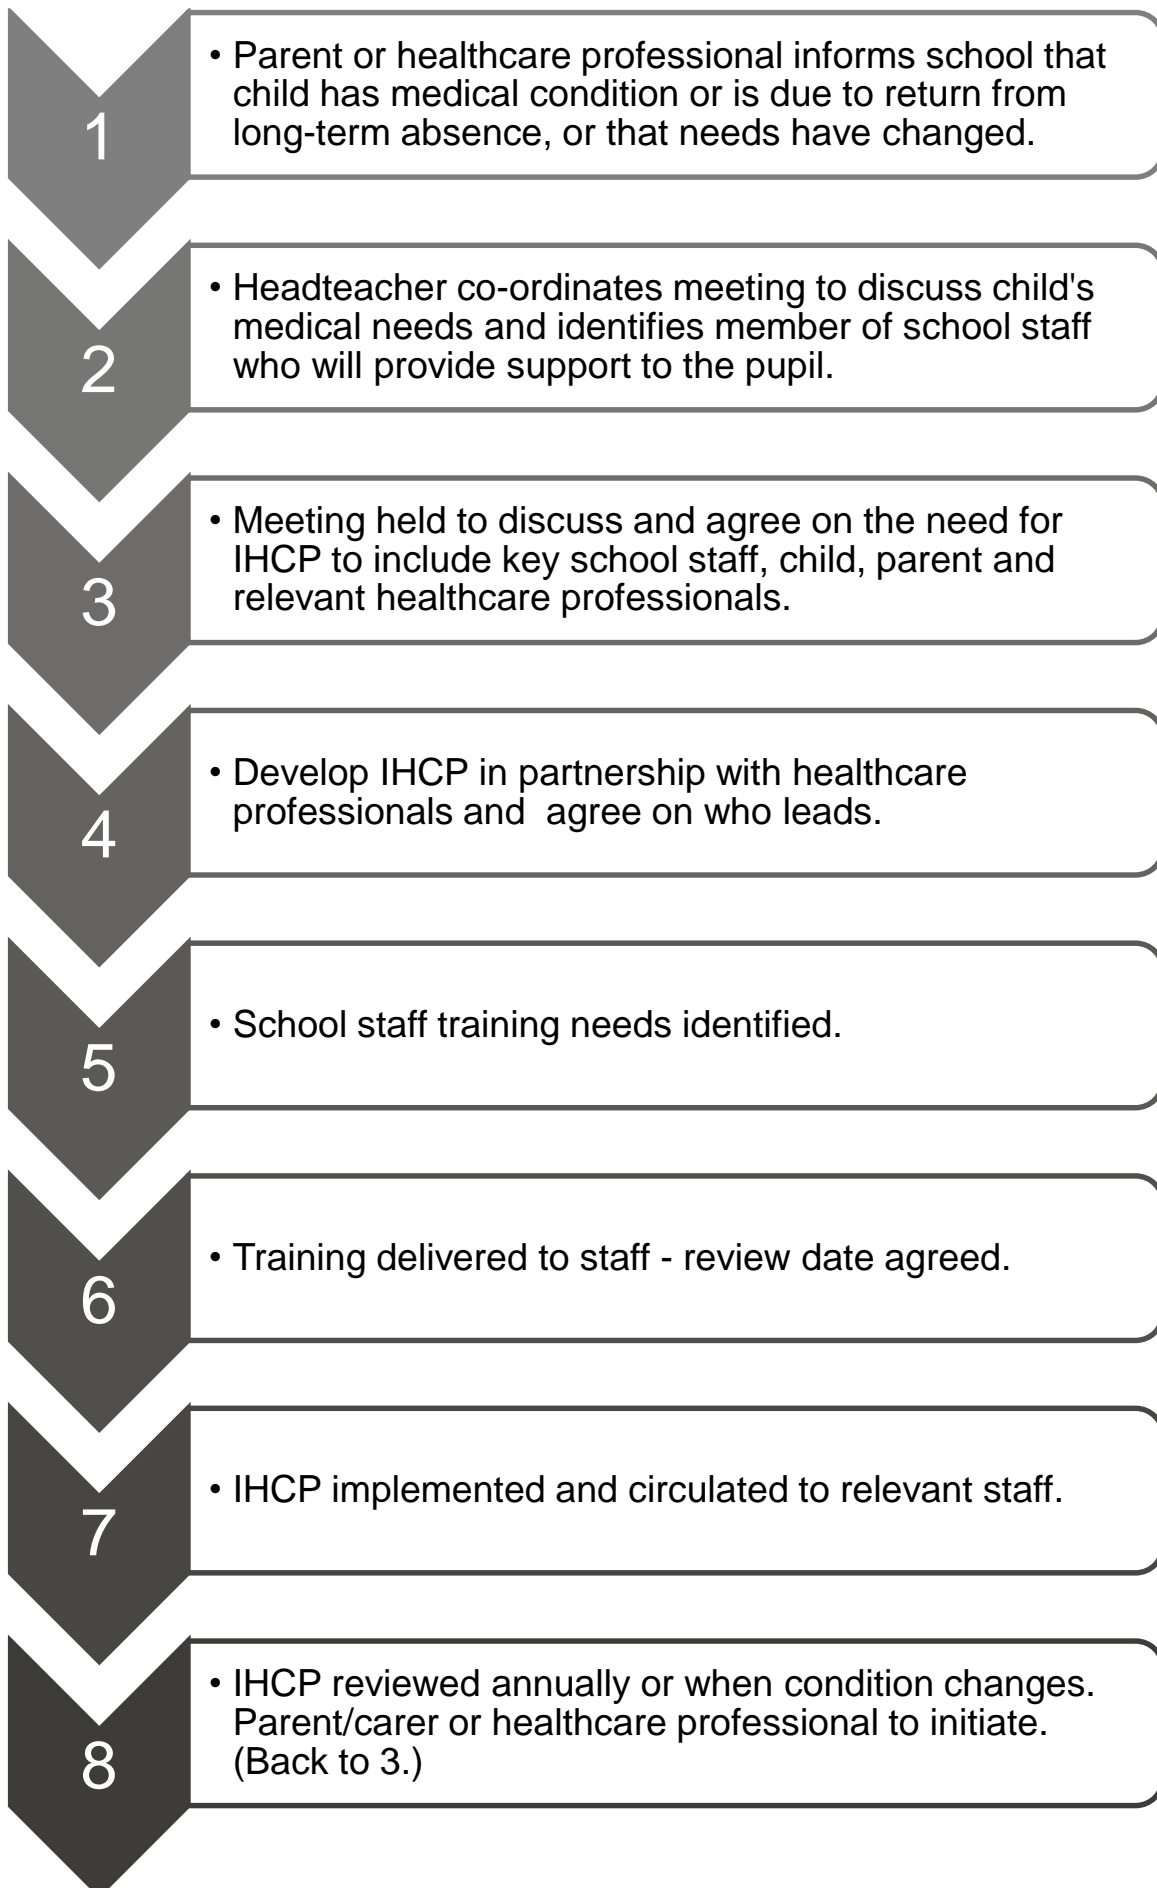 1
• Parent or healthcare professional informs school that
child has medical condition or is due to return from
long-term absence, or that needs have changed.
2
• Headteacher co-ordinates meeting to discuss child's
medical needs and identifies member of school staff
who will provide support to the pupil.
3
• Meeting held to discuss and agree on the need for
IHCP to include key school staff, child, parent and
relevant healthcare professionals.
4
• Develop IHCP in partnership with healthcare
professionals and  agree on who leads.
5
• School staff training needs identified.
6
• Training delivered to staff - review date agreed.
7
• IHCP implemented and circulated to relevant staff.
8
• IHCP reviewed annually or when condition changes.
Parent/carer or healthcare professional to initiate.
(Back to 3.)